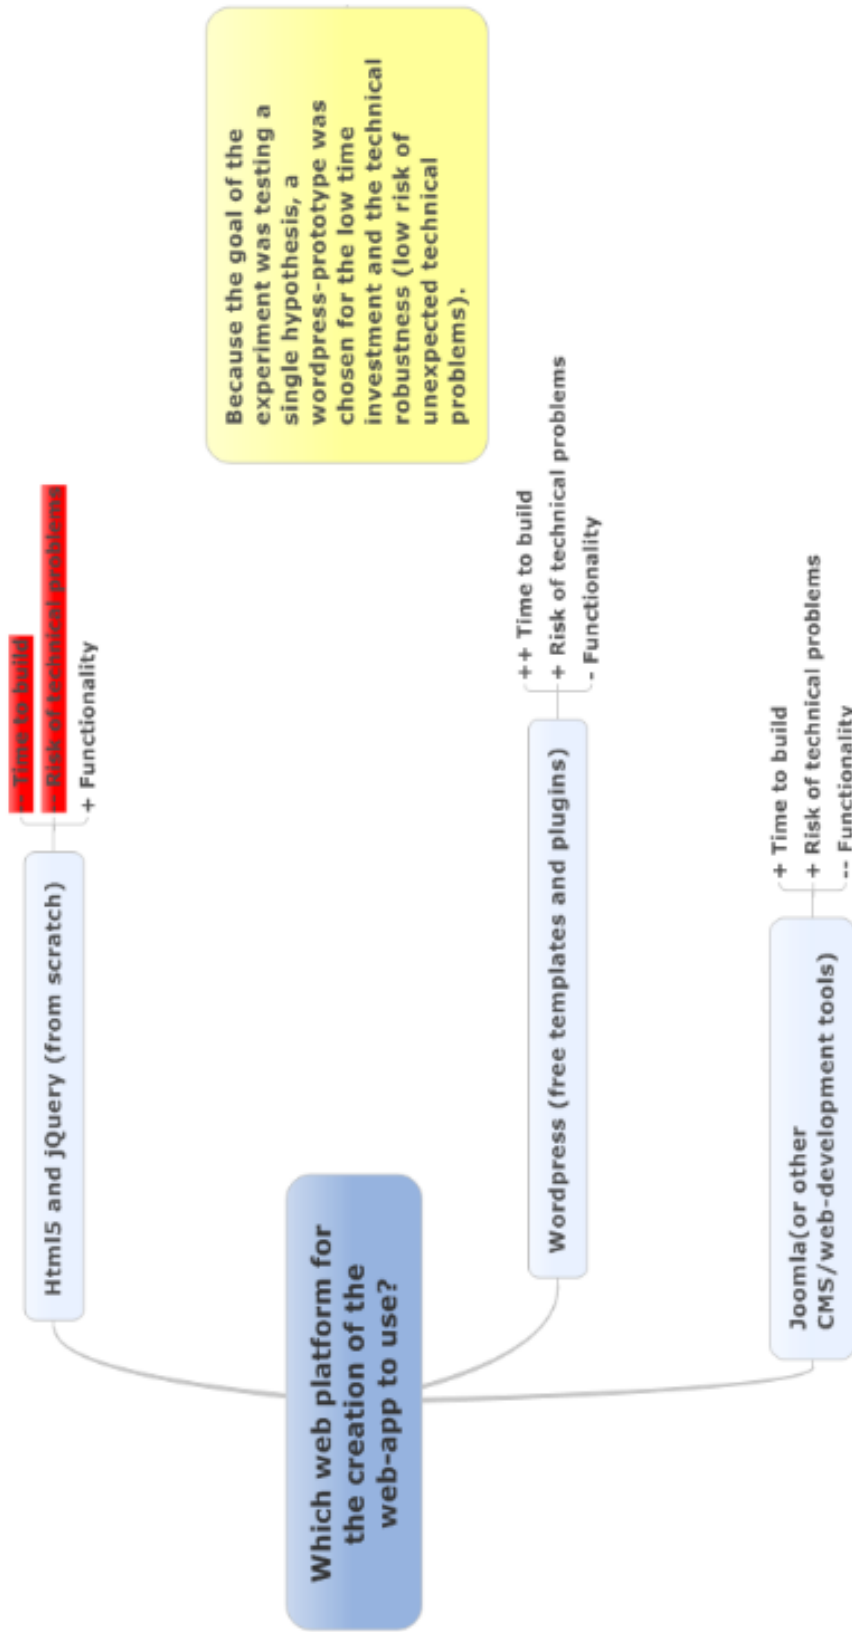 Which web platform for
the creation of the
web-app to use?
Html5 and jQuery (from scratch)
-- Time to build
-- Risk of technical problems
+ Functionality
Wordpress (free templates and plugins)
++ Time to build
+ Risk of technical problems
- Functionality
Joomla(or other
CMS/web-development tools)
+ Time to build
+ Risk of technical problems
-- Functionality
Because the goal of the
experiment was testing a
single hypothesis, a
wordpress-prototype was
chosen for the low time
investment and the technical
robustness (low risk of
unexpected technical
problems).